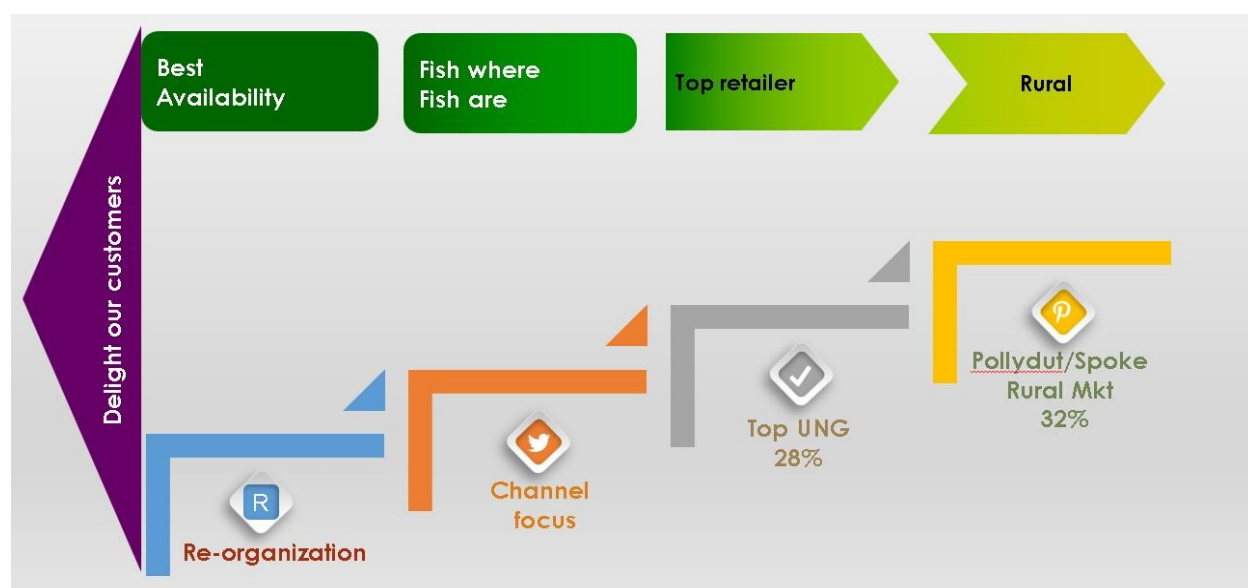 Best
Availability
Fish where
Fish are
Top retailer
Rural
Delight our customers
R
Re-organization
Channel
focus
Top UNG
28%
Pollydut/Spoke
Rural Mkt
32%